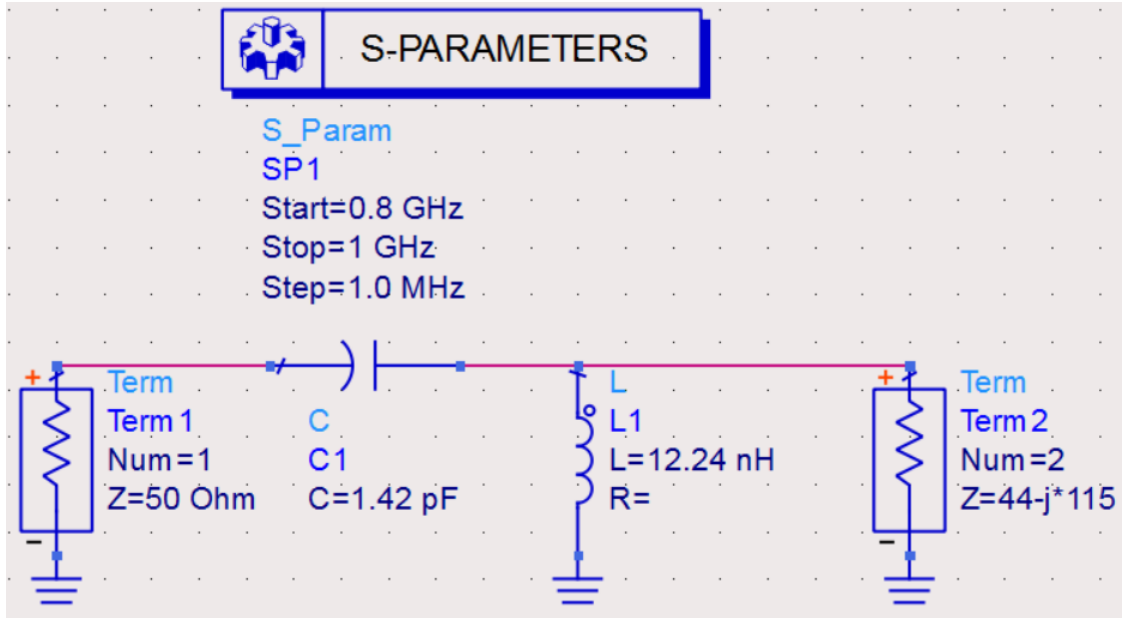 S-PARAMETERS
S_Param
SP1
Start=0.8 GHz
Stop=1 GHz
Step=1.0 MHz
+
Term
Term1
Num=1
Z=50 Ohm
−
C
C1
C=1.42 pF
L
L1
L=12.24 nH
R=
+
Term
Term2
Num=2
Z=44-j*115
−